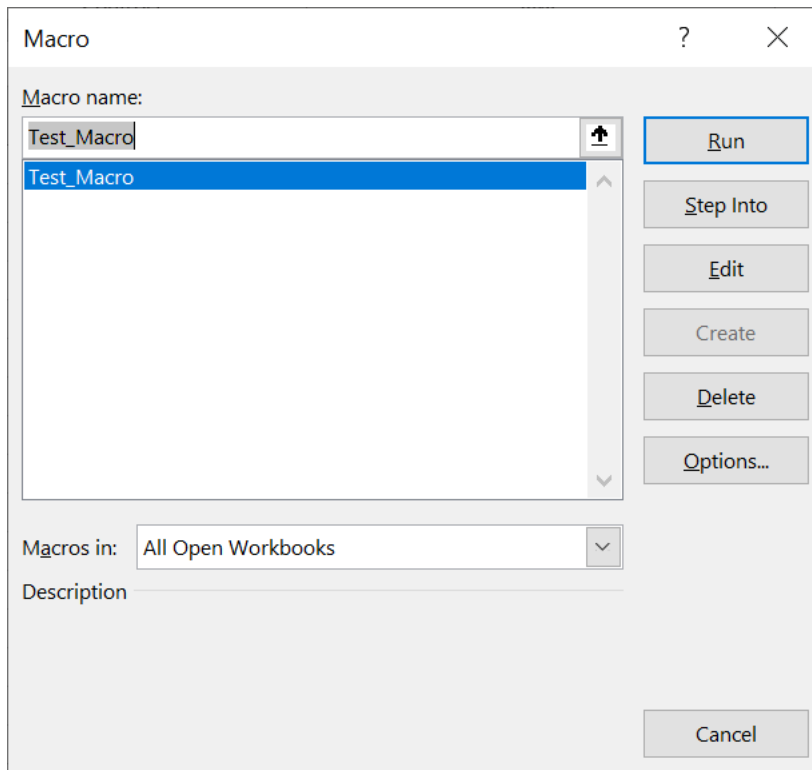 Macro
?
Macro name:
Test_Macro
Test_Macro
Run
Step Into
Edit
Create
Delete
Options...
Macros in:
All Open Workbooks
Description
Cancel